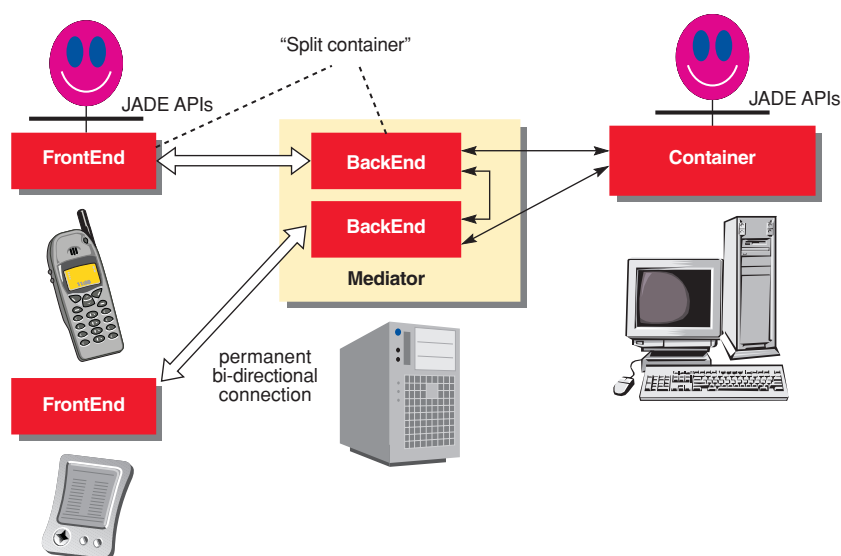 “Split container”
JADE APIs
JADE APIs
FrontEnd
BackEnd
Container
BackEnd
Mediator
permanent
bi-directional
connection
FrontEnd